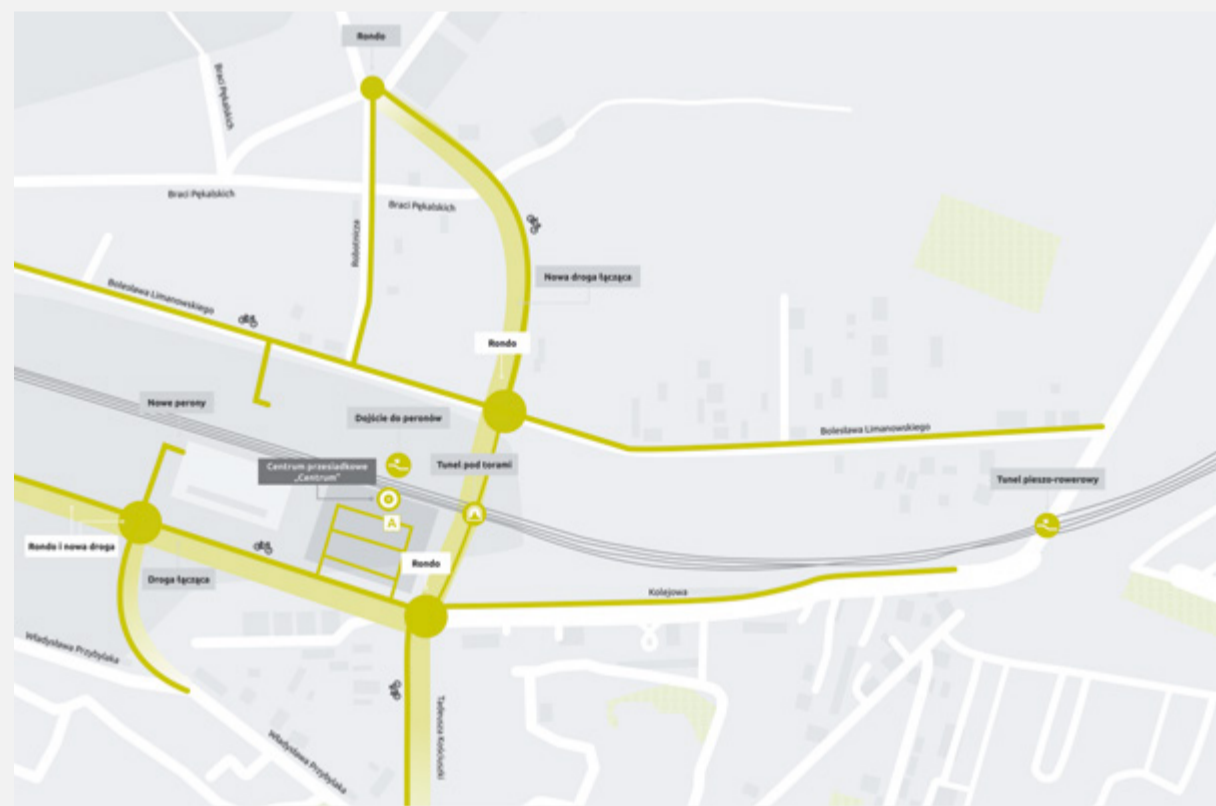 Rondo
Braci Pękalskich
Braci Pękalskich
Braci Pękalskich
Robotnicza
Nowa droga łącząca
Bolesława Limanowskiego
Rondo
Nowe perony
Dojście do peronów
Bolesława Limanowskiego
Centrum przesiadkowe
„Centrum”
Tunel pod torami
Tunel pieszo-rowerowy
A
Rondo i nowa droga
Rondo
Droga łącząca
Kolejowa
Władysława Przybylaka
Tadeusza Kościuszki
Władysława Przybylaka